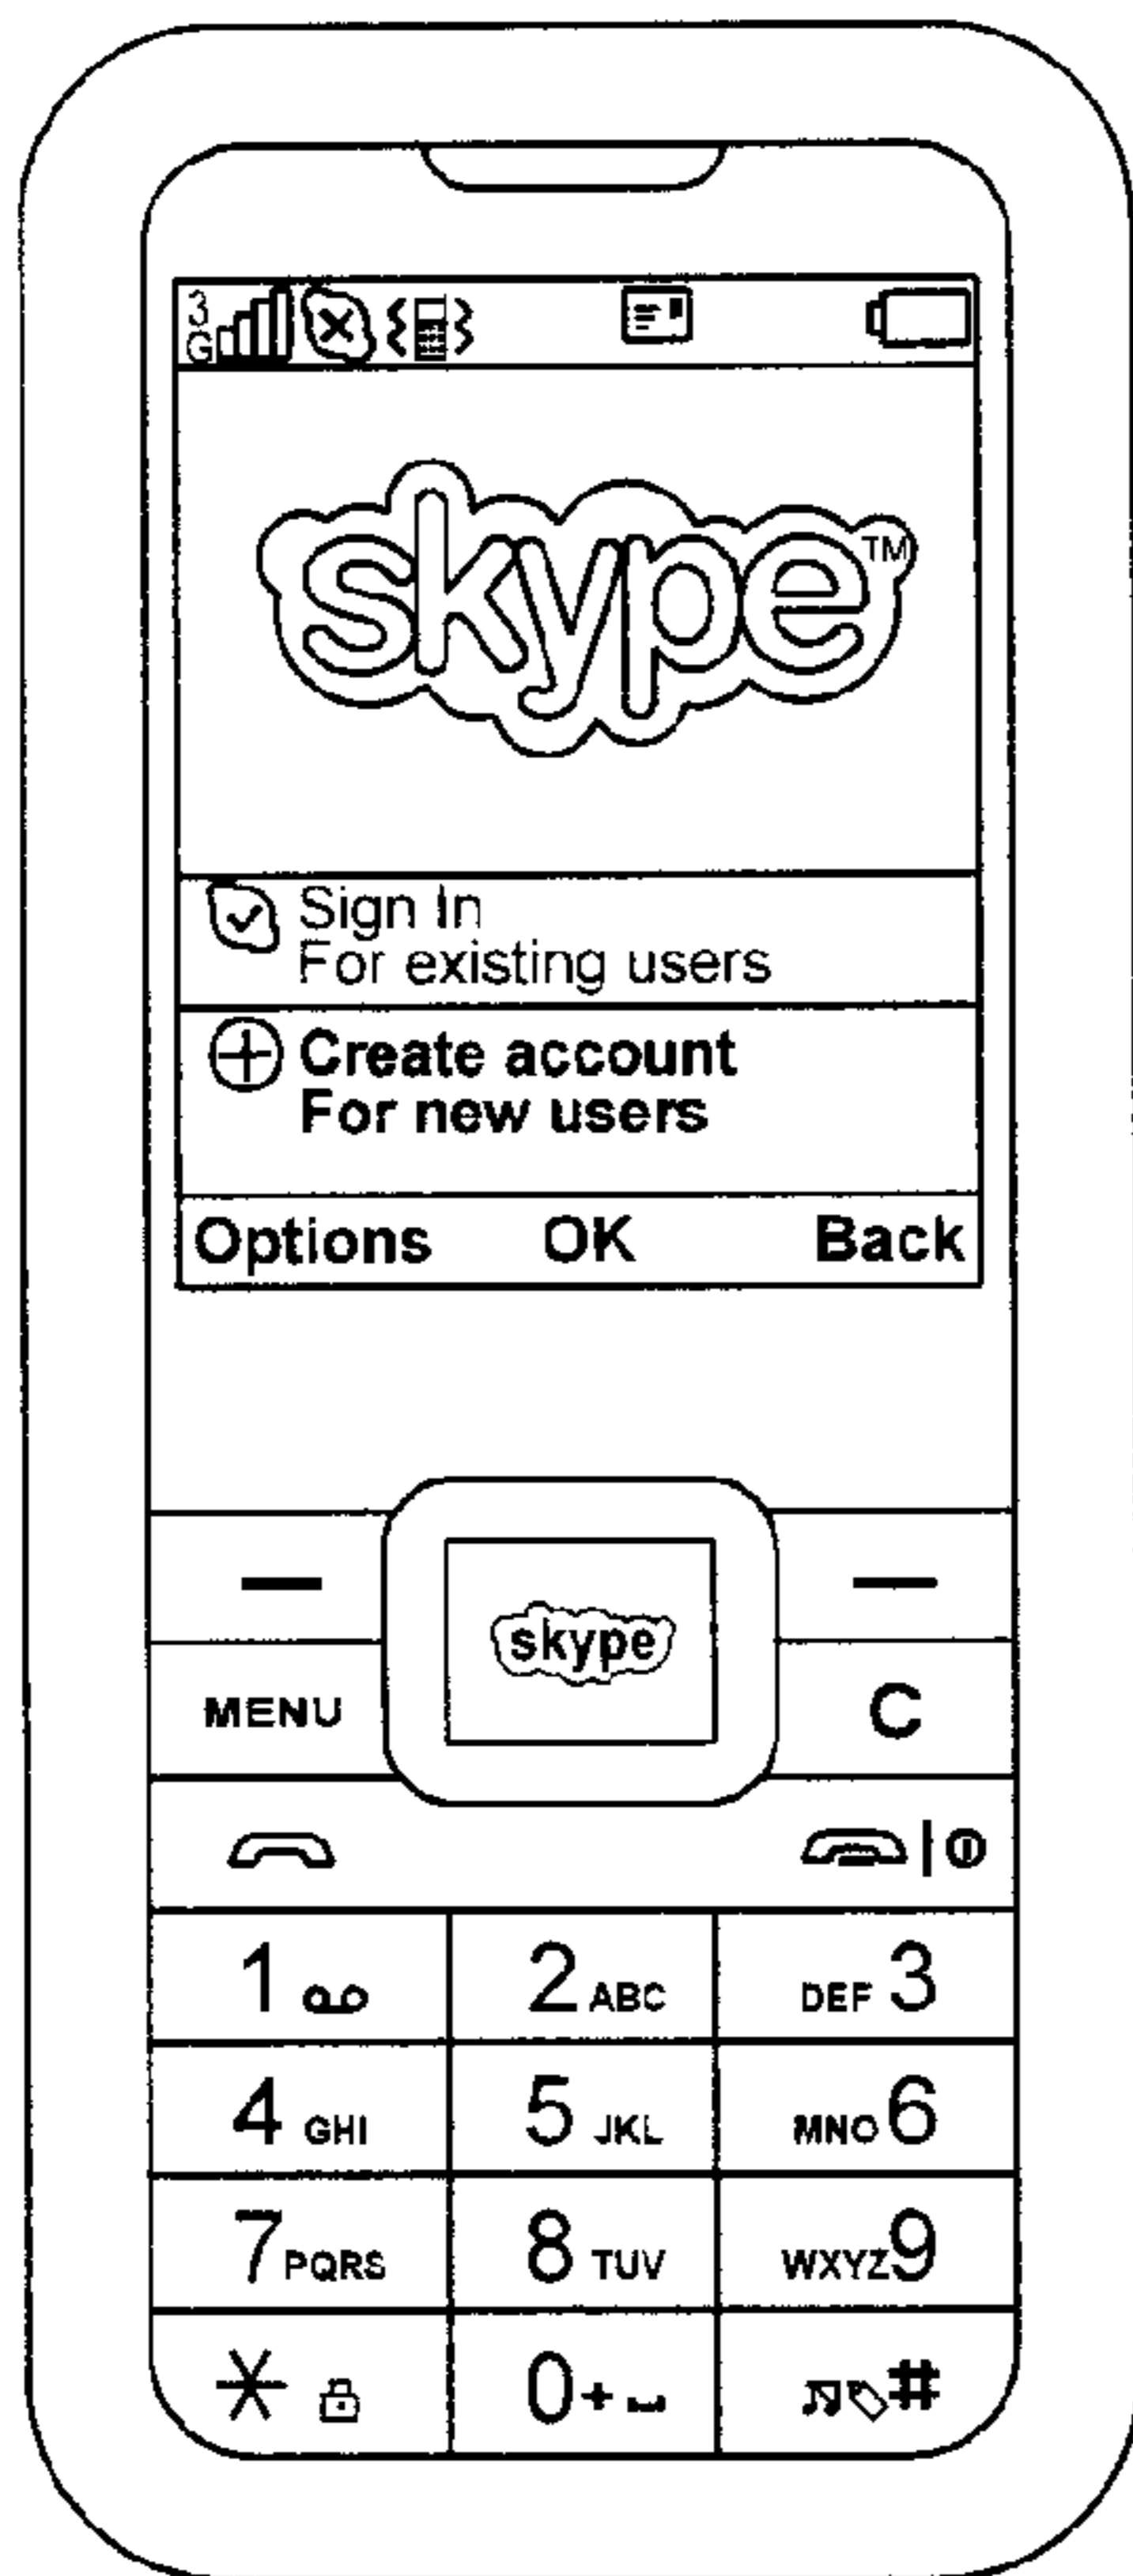 3
G
skype™
Sign In
For existing users
Create account
For new users
Options OK Back
skype
MENU C
1 2 ABC DEF 3
4 GHI 5 JKL MNO 6
7 PQRS 8 TUV WXYZ 9
* 0 + #